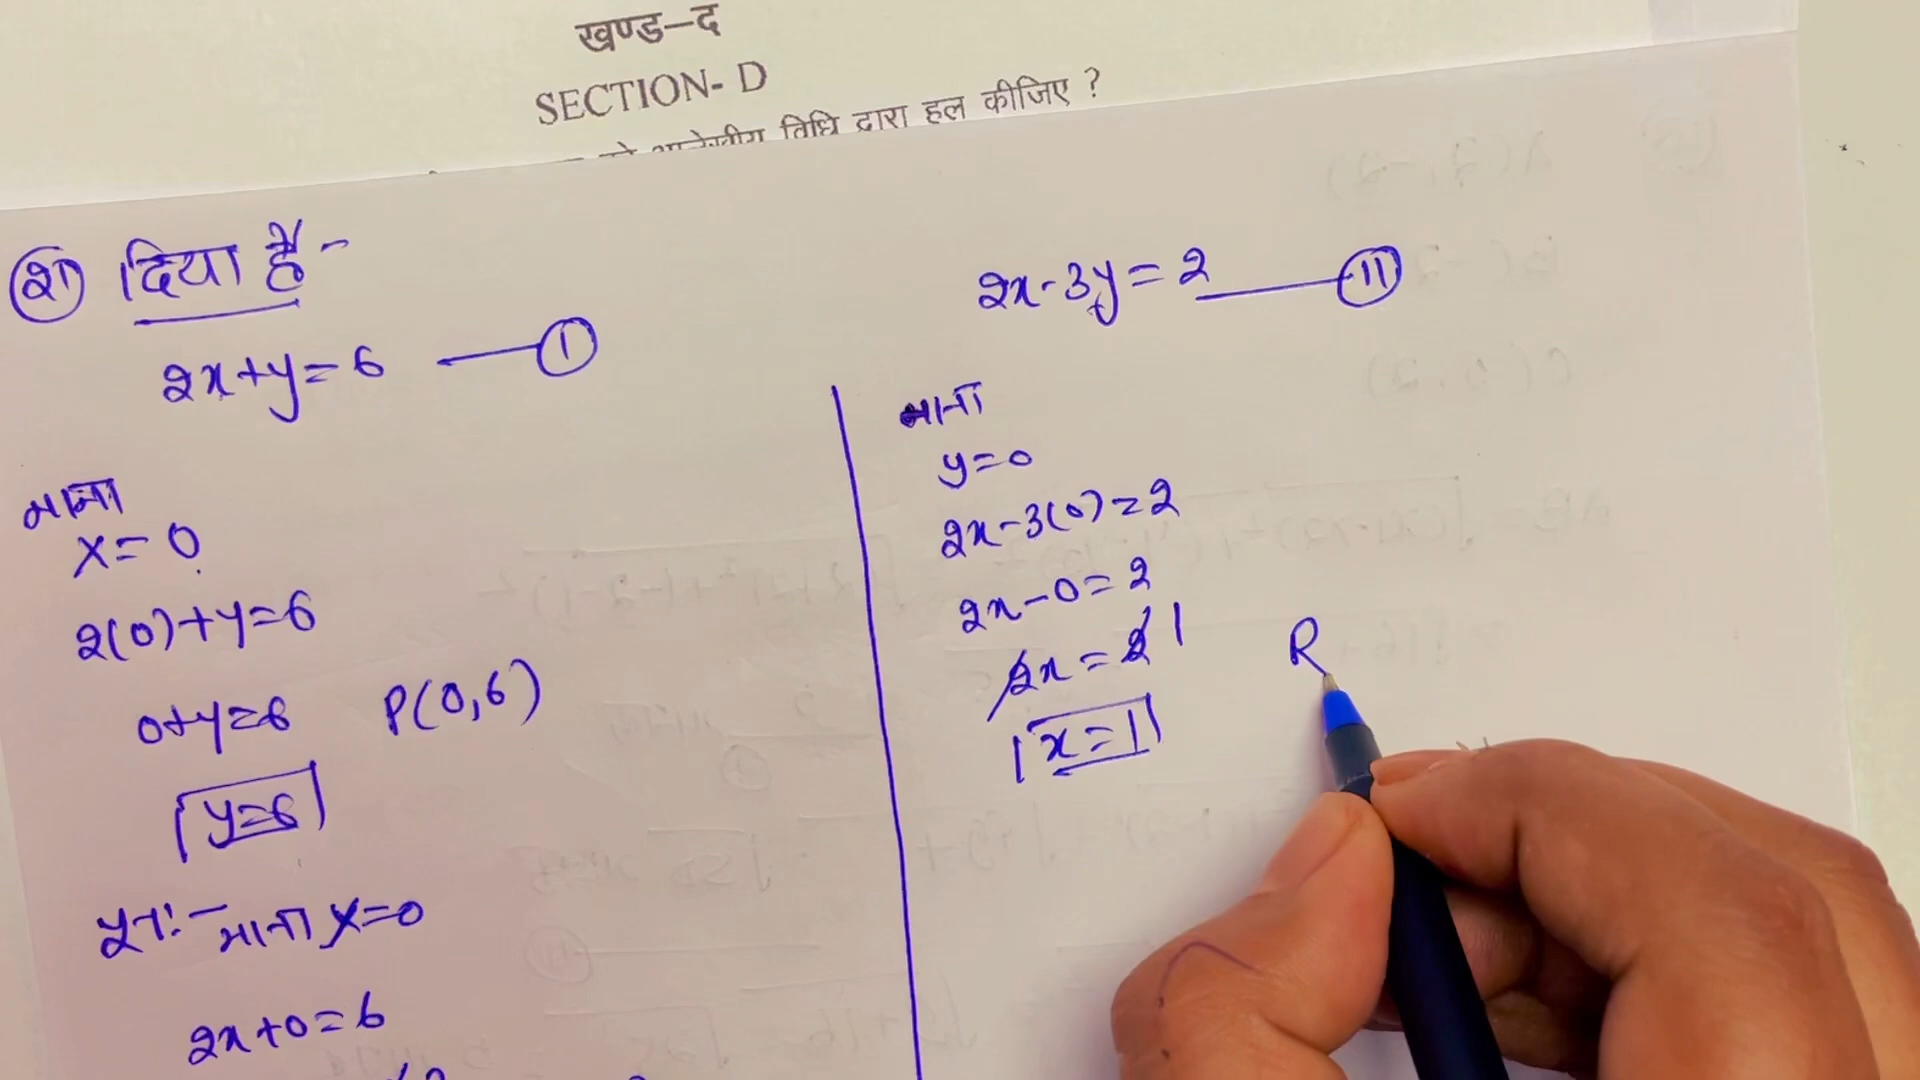 खण्ड-द
SECTION- D
विधि द्वारा हल कीजिए ?
21 दिया है -
2x+y=6 — I
माना
x=0
2(0)+y=6
0+y=6 P(0,6)
y=6
पुनः- माना y=0
2x+0=6
2x-3y=2 — II
माना
y=0
2x-3(0)=2
2x-0=2
2x=2 1
x=1
R